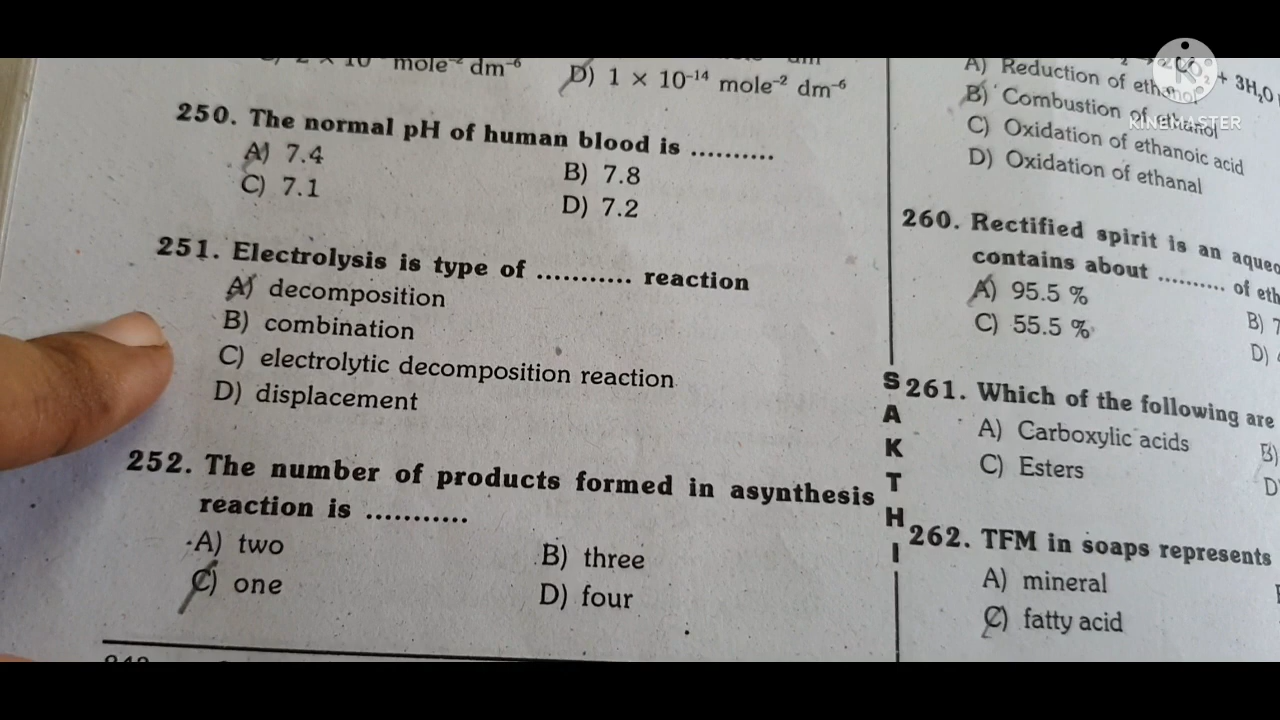 mole⁻² dm⁻⁶
D) 1 × 10⁻¹⁴ mole⁻² dm⁻⁶
250. The normal pH of human blood is ..........
A) 7.4
B) 7.8
C) 7.1
D) 7.2
251. Electrolysis is type of ........... reaction
A) decomposition
B) combination
C) electrolytic decomposition reaction
D) displacement
252. The number of products formed in asynthesis
reaction is ...........
A) two
B) three
C) one
D) four
SAKTHI
+ 3H₂O
A) Reduction of ethanol
B) Combustion of ethanol
C) Oxidation of ethanoic acid
D) Oxidation of ethanal
260. Rectified spirit is an
contains about .......... of
A) 95.5 %
B)
C) 55.5 %
D)
261. Which of the following are
A) Carboxylic acids
B)
C) Esters
D
262. TFM in soaps represents
A) mineral
C) fatty acid
KINEMASTER